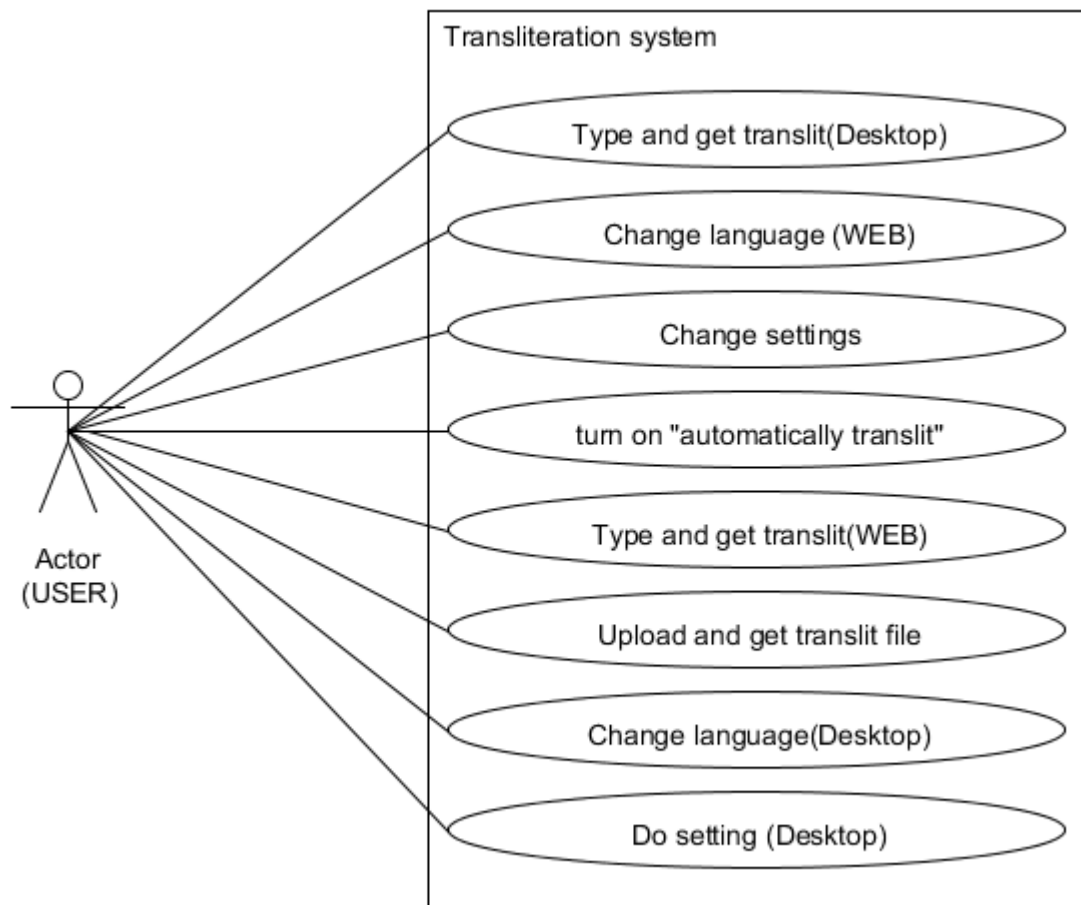 Transliteration system
Type and get translit(Desktop)
Change language (WEB)
Change settings
turn on "automatically translit"
Type and get translit(WEB)
Actor
(USER)
Upload and get translit file
Change language(Desktop)
Do setting (Desktop)